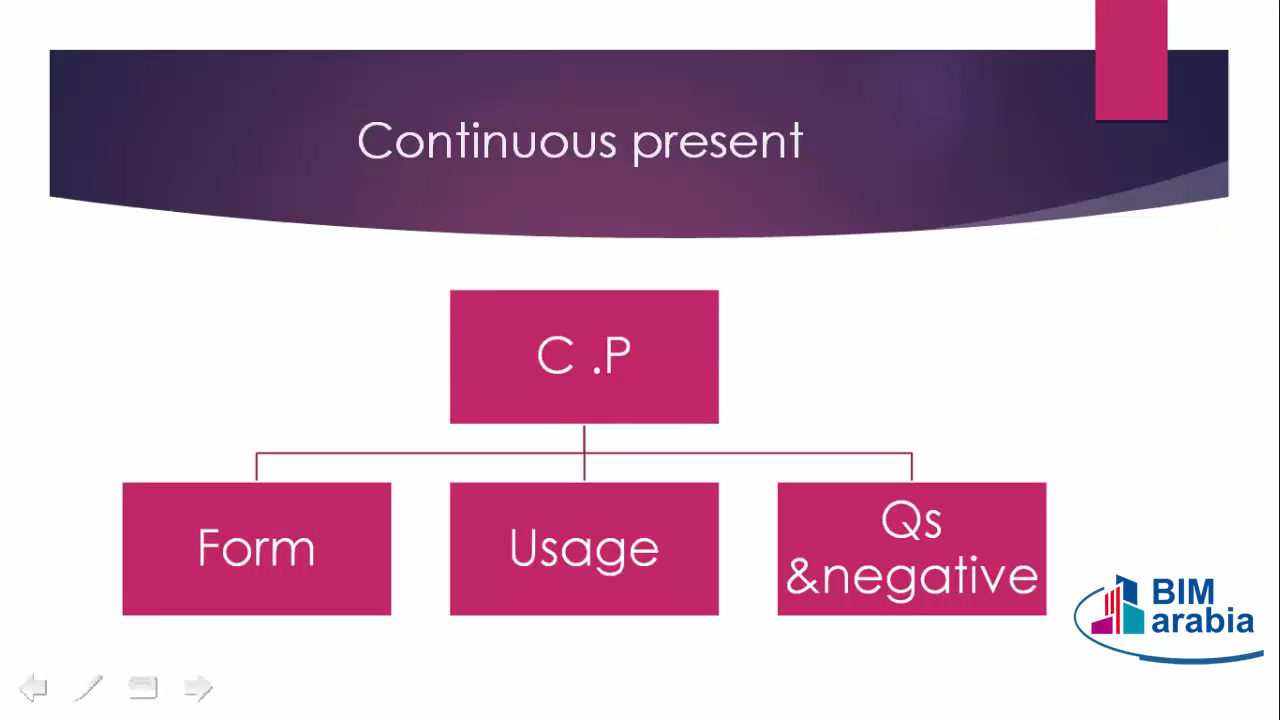 Continuous present
C .P
Form
Usage
Qs
&negative
BIM
arabia